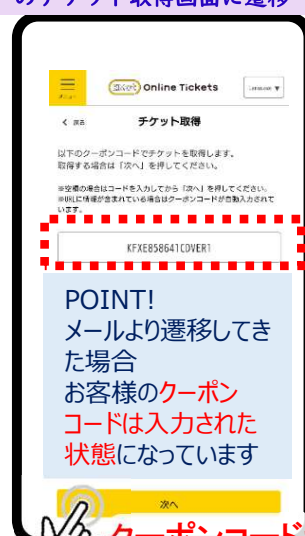 のチケット取得画面に遷移
メニュー
Online Tickets
Language ▼
< 戻る
チケット取得
以下のクーポンコードでチケットを取得します。
取得する場合は「次へ」を押してください。
※空欄の場合はコードを入力してから「次へ」を押してください。
※URLに情報が含まれている場合はクーポンコードが自動入力されて
います。
KFXE858641COVER1
POINT!
メールより遷移してき
た場合
お客様のクーポン
コードは入力された
状態になっています
次へ
クーポンコード